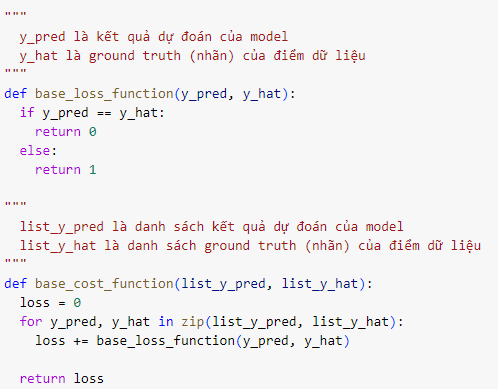 """
  y_pred là kết quả dự đoán của model
  y_hat là ground truth (nhãn) của điểm dữ liệu
"""
def base_loss_function(y_pred, y_hat):
  if y_pred == y_hat:
    return 0
  else:
    return 1

"""
  list_y_pred là danh sách kết quả dự đoán của model
  list_y_hat là danh sách ground truth (nhãn) của điểm dữ liệu
"""
def base_cost_function(list_y_pred, list_y_hat):
  loss = 0
  for y_pred, y_hat in zip(list_y_pred, list_y_hat):
    loss += base_loss_function(y_pred, y_hat)

  return loss